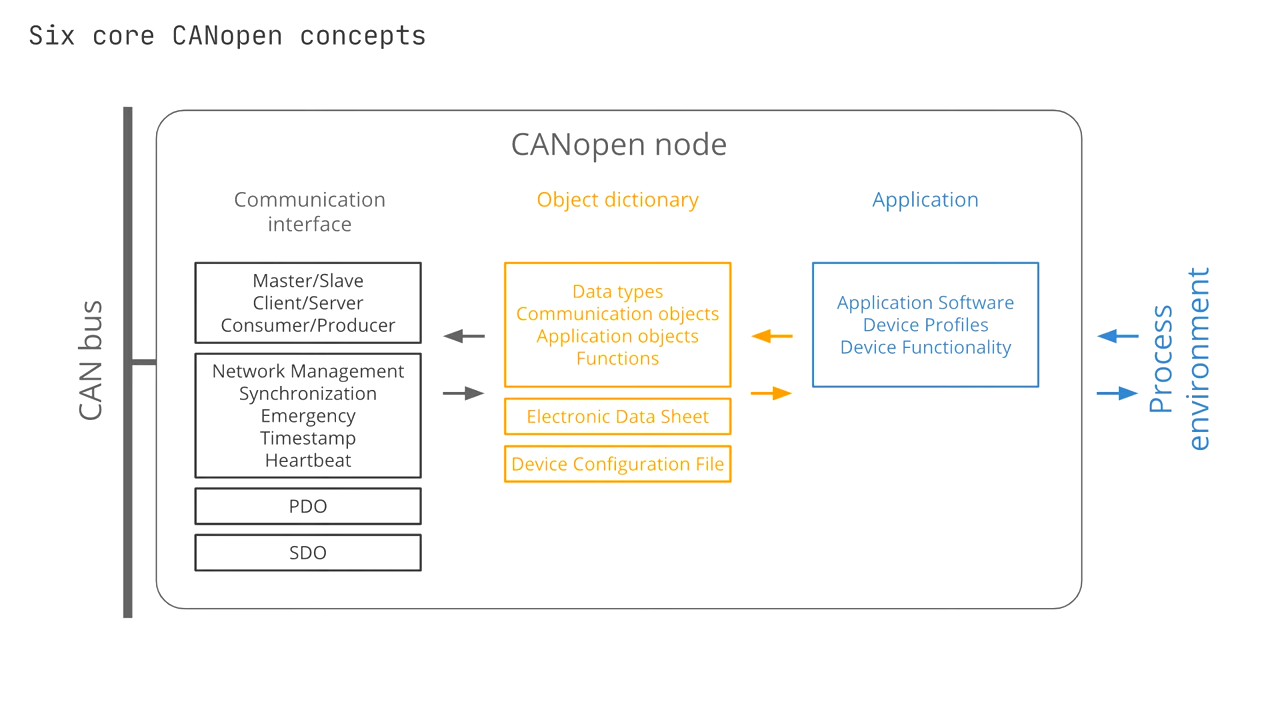 Six core CANopen concepts
CAN bus
CANopen node
Communication
interface
Master/Slave
Client/Server
Consumer/Producer
Network Management
Synchronization
Emergency
Timestamp
Heartbeat
PDO
SDO
Object dictionary
Data types
Communication objects
Application objects
Functions
Electronic Data Sheet
Device Configuration File
Application
Application Software
Device Profiles
Device Functionality
Process
environment